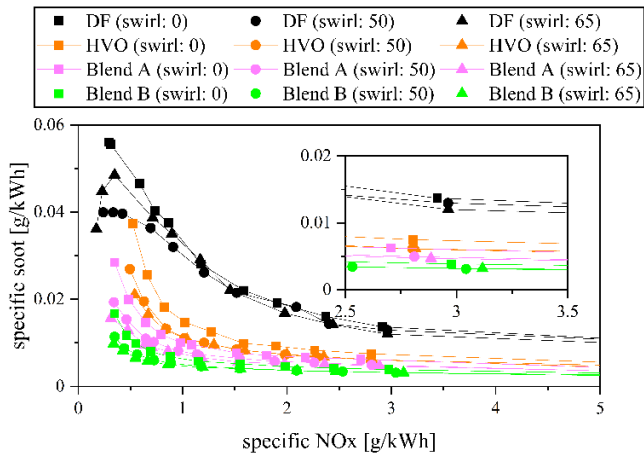 DF (swirl: 0) DF (swirl: 50) DF (swirl: 65)
HVO (swirl: 0) HVO (swirl: 50) HVO (swirl: 65)
Blend A (swirl: 0) Blend A (swirl: 50) Blend A (swirl: 65)
Blend B (swirl: 0) Blend B (swirl: 50) Blend B (swirl: 65)
0.06
0.04
0.02
0
specific soot [g/kWh]
0.02
0.01
0
2.5 3 3.5
0 1 2 3 4 5
specific NOx [g/kWh]